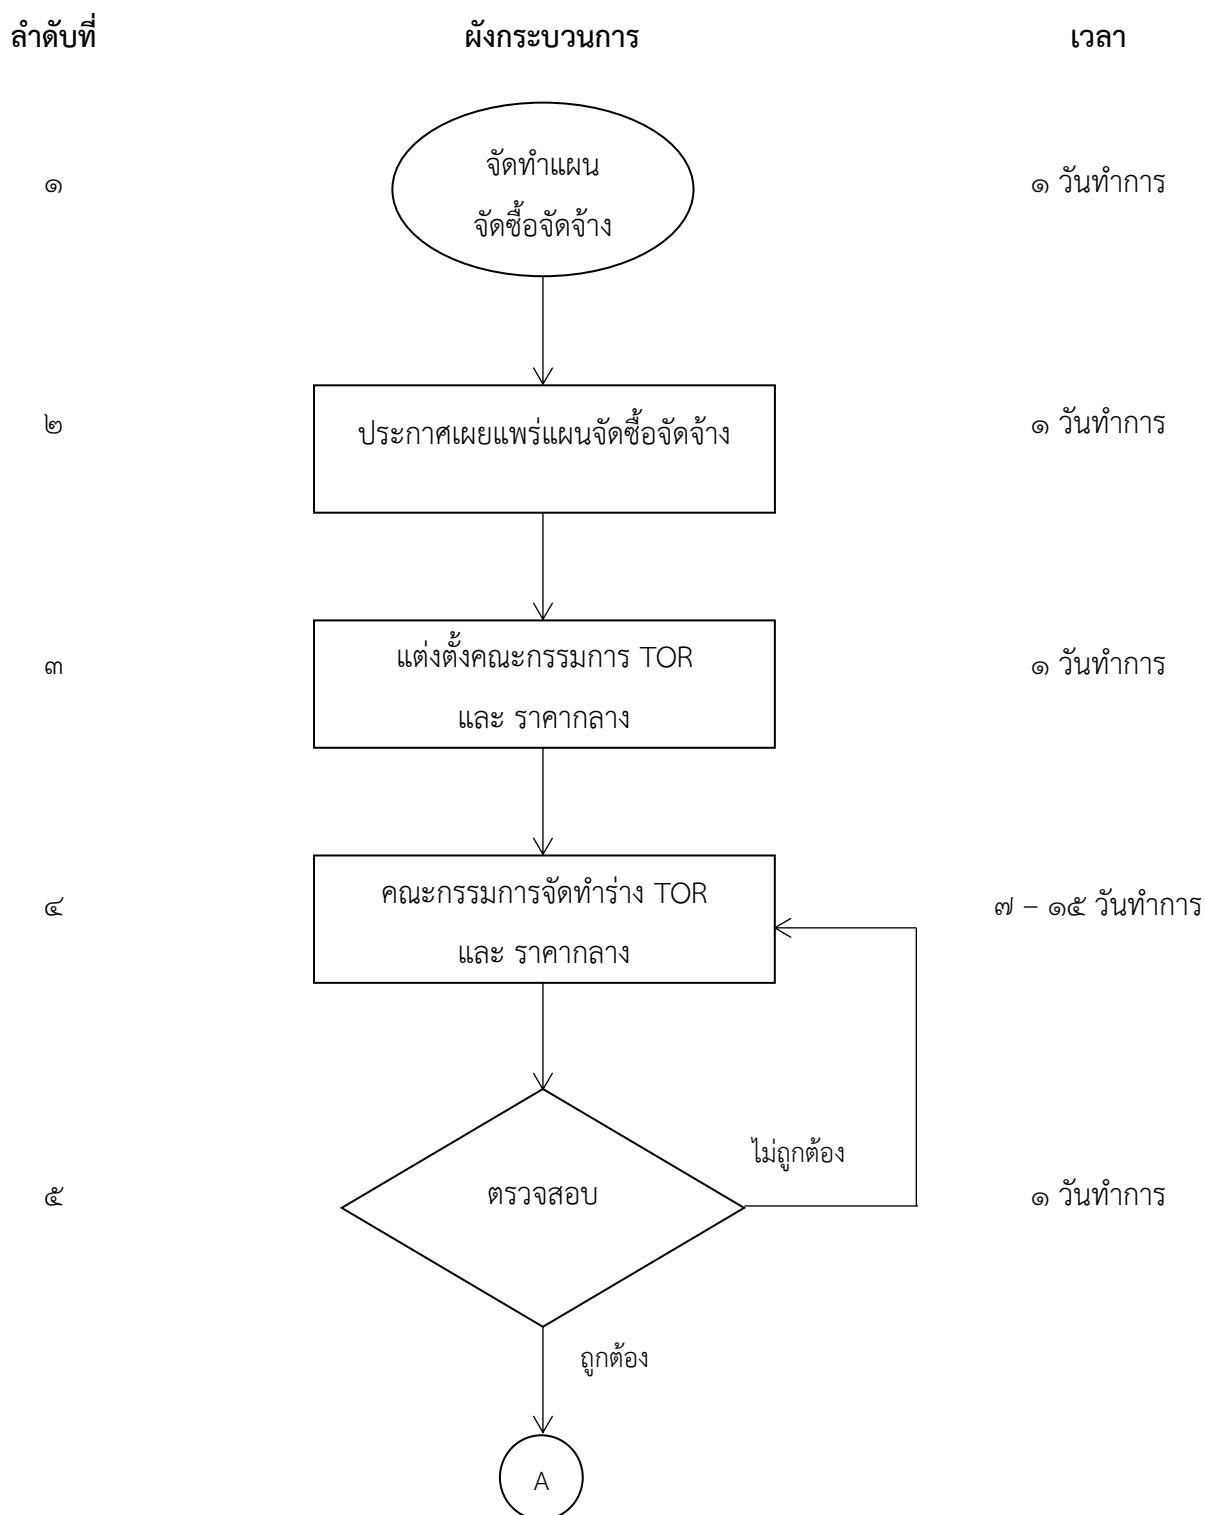 ลำดับที่ ผังกระบวนการ เวลา
จัดทำแผน
๑ ๑ วันทำการ
จัดซื้อจัดจ้าง
๒ ประกาศเผยแพร่แผนจัดซื้อจัดจ้าง ๑ วันทำการ
แต่งตั้งคณะกรรมการ TOR
๓ ๑ วันทำการ
และ ราคากลาง
คณะกรรมการจัดทำร่าง TOR
๔ ๗ – ๑๕ วันทำการ
และ ราคากลาง
ไม่ถูกต้อง
๕ ตรวจสอบ ๑ วันทำการ
ถูกต้อง
A